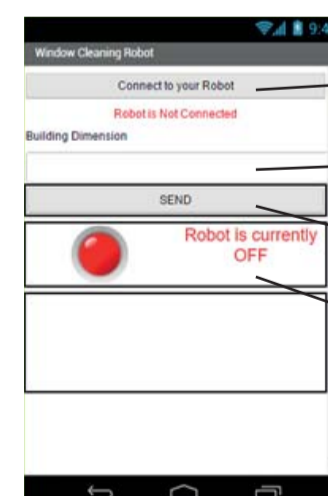 9:4
Window Cleaning Robot
Connect to your Robot
Robot is Not Connected
Building Dimension
SEND
Robot is currently
OFF